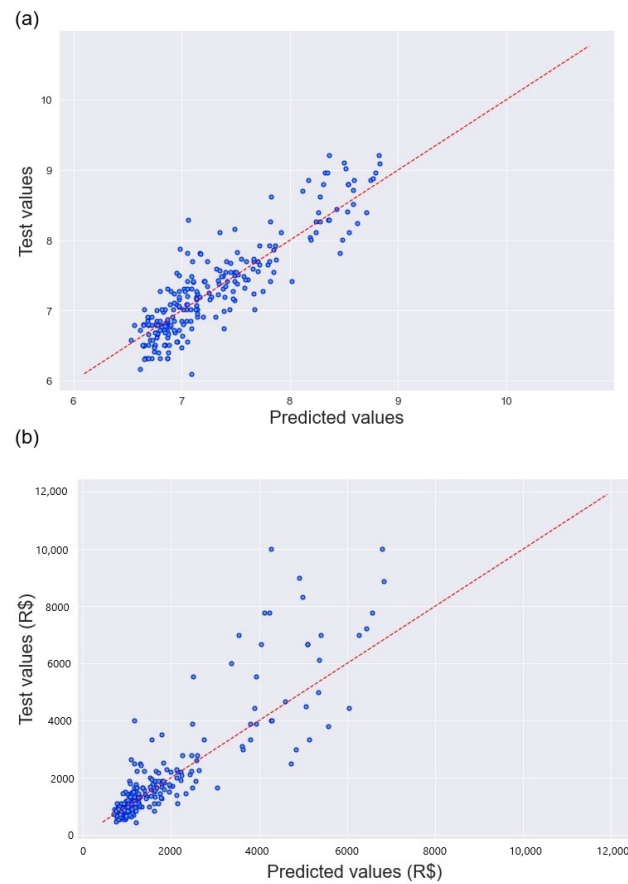 (a)
10
9
8
7
6
6 7 8 9 10
Test values
Predicted values
(b)
12,000
10,000
8000
6000
4000
2000
0
0 2000 4000 6000 8000 10,000 12,000
Test values (R$)
Predicted values (R$)